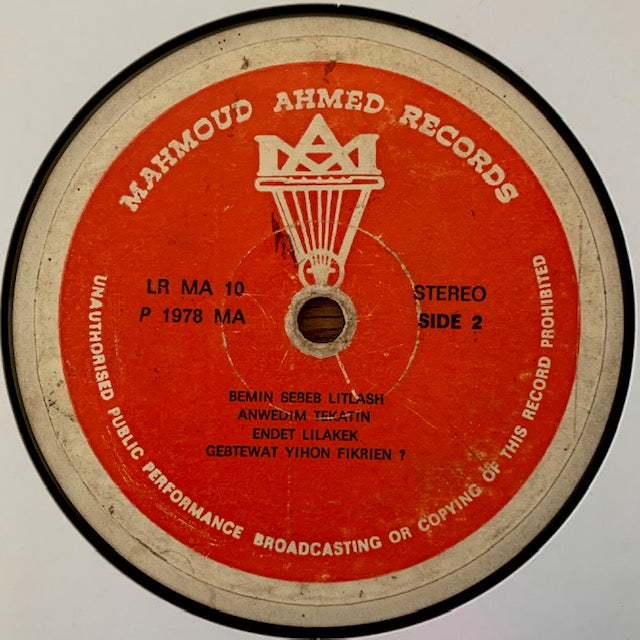 MAHMOUD AHMED RECORDS
MA
LR MA 10
P 1978 MA
STEREO
SIDE 2
BEMIN SEBEB LITLASH
ANWEDIM TEKATIN
ENDET LILAKEK
GEBTEWAT YIHON FIKRIEN ?
UNAUTHORISED PUBLIC PERFORMANCE BROADCASTING OR COPYING OF THIS RECORD PROHIBITED